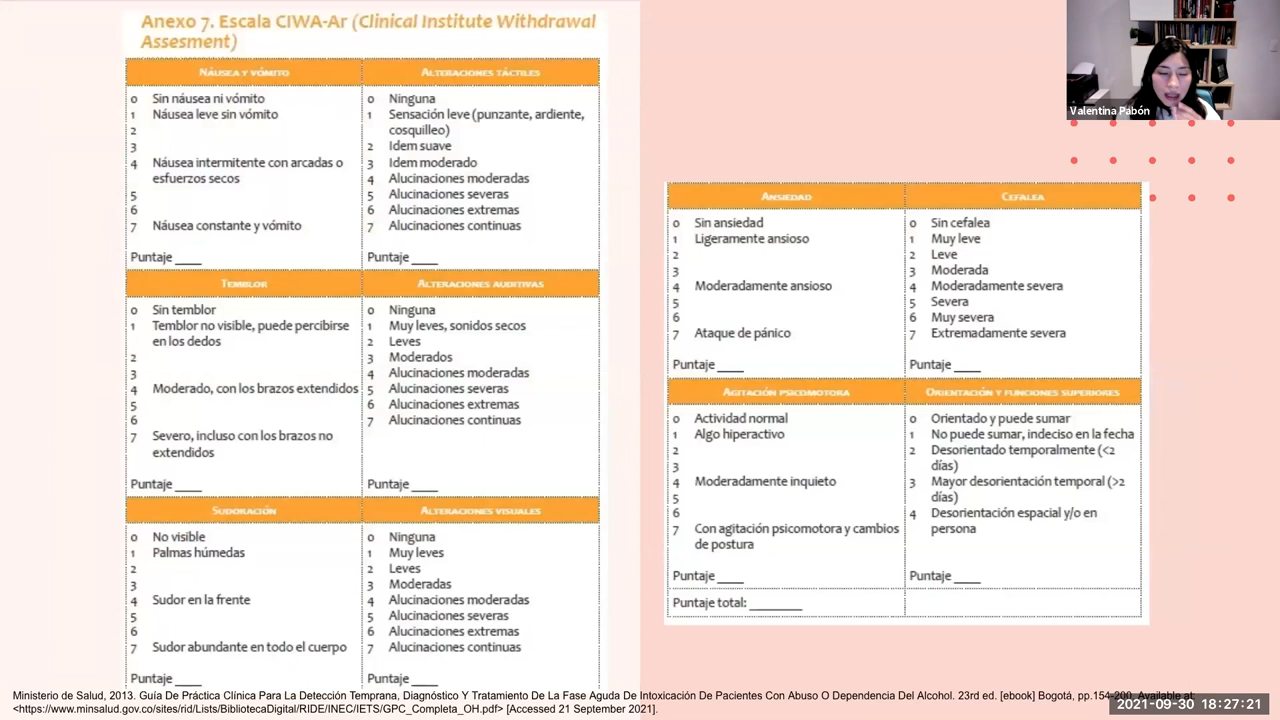 Anexo 7. Escala CIWA-Ar (Clinical Institute Withdrawal
Assesment)
Náusea y vómito
0 Sin náusea ni vómito
1 Náusea leve sin vómito
2
3
4 Náusea intermitente con arcadas o
esfuerzos secos
5
6
7 Náusea constante y vómito
Puntaje ____
Alteraciones táctiles
0 Ninguna
1 Sensación leve (punzante, ardiente,
cosquilleo)
2 Idem suave
3 Idem moderado
4 Alucinaciones moderadas
5 Alucinaciones severas
6 Alucinaciones extremas
7 Alucinaciones continuas
Puntaje ____
Temblor
0 Sin temblor
1 Temblor no visible, puede percibirse
en los dedos
2
3
4 Moderado, con los brazos extendidos
5
6
7 Severo, incluso con los brazos no
extendidos
Puntaje ____
Alteraciones auditivas
0 Ninguna
1 Muy leves, sonidos secos
2 Leves
3 Moderados
4 Alucinaciones moderadas
5 Alucinaciones severas
6 Alucinaciones extremas
7 Alucinaciones continuas
Puntaje ____
Sudoración
0 No visible
1 Palmas húmedas
2
3
4 Sudor en la frente
5
6
7 Sudor abundante en todo el cuerpo
Puntaje ____
Alteraciones visuales
0 Ninguna
1 Muy leves
2 Leves
3 Moderadas
4 Alucinaciones moderadas
5 Alucinaciones severas
6 Alucinaciones extremas
7 Alucinaciones continuas
Puntaje ____
Ansiedad
0 Sin ansiedad
1 Ligeramente ansioso
2
3
4 Moderadamente ansioso
5
6
7 Ataque de pánico
Puntaje ____
Cefalea
0 Sin cefalea
1 Muy leve
2 Leve
3 Moderada
4 Moderadamente severa
5 Severa
6 Muy severa
7 Extremadamente severa
Puntaje ____
Agitación psicomotora
0 Actividad normal
1 Algo hiperactivo
2
3
4 Moderadamente inquieto
5
6
7 Con agitación psicomotora y cambios
de postura
Puntaje ____
Orientación y funciones superiores
0 Orientado y puede sumar
1 No puede sumar, indeciso en la fecha
2 Desorientado temporalmente (<2
días)
3 Mayor desorientación temporal (>2
días)
4 Desorientación espacial y/o en
persona
Puntaje ____
Puntaje total: ________
Valentina Pabón
Ministerio de Salud, 2013. Guía De Práctica Clínica Para La Detección Temprana, Diagnóstico Y Tratamiento De La Fase Aguda De Intoxicación De Pacientes Con Abuso O Dependencia Del Alcohol. 23rd ed. [ebook] Bogotá, pp.154-200. Available at:
<https://www.minsalud.gov.co/sites/rid/Lists/BibliotecaDigital/RIDE/INEC/IETS/GPC_Completa_OH.pdf> [Accessed 21 September 2021].
2021-09-30 18:27:21